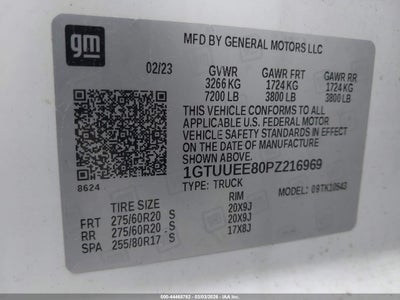 gm
MFD BY GENERAL MOTORS LLC
02/23 GVWR GAWR FRT GAWR RR
3266 KG 1724 KG 1724 KG
7200 LB 3800 LB 3800 LB
THIS VEHICLE CONFORMS TO ALL
APPLICABLE U.S. FEDERAL MOTOR
VEHICLE SAFETY STANDARDS IN
EFFECT ON THE DATE OF
MANUFACTURE SHOWN ABOVE.
1GTUUEE80PZ216969
8624
TYPE: TRUCK MODEL: 09TK10543
TIRE SIZE RIM
FRT 275/60R20 S 20X9J
RR 275/60R20 S 20X9J
SPA 255/80R17 S 17X8J
500-44468762 - 03/03/2026 - IAAI.COM